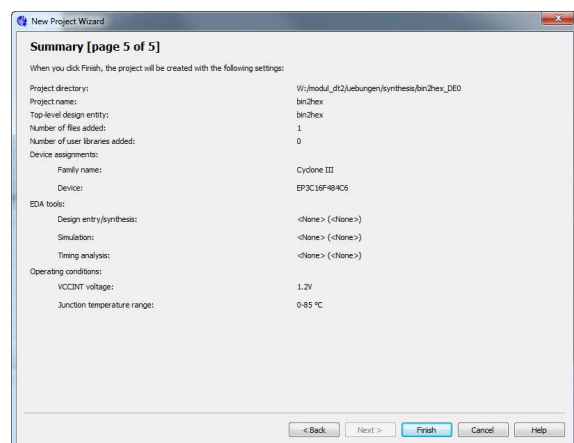 New Project Wizard
Summary [page 5 of 5]
When you click Finish, the project will be created with the following settings:
Project directory: W:/modul_dt2/uebungen/synthesis/bin2hex_DE0
Project name: bin2hex
Top-level design entity: bin2hex
Number of files added: 1
Number of user libraries added: 0
Device assignments:
Family name: Cyclone III
Device: EP3C16F484C6
EDA tools:
Design entry/synthesis: <None> (<None>)
Simulation: <None> (<None>)
Timing analysis: <None> (<None>)
Operating conditions:
VCCINT voltage: 1.2V
Junction temperature range: 0-85 °C
< Back Next > Finish Cancel Help